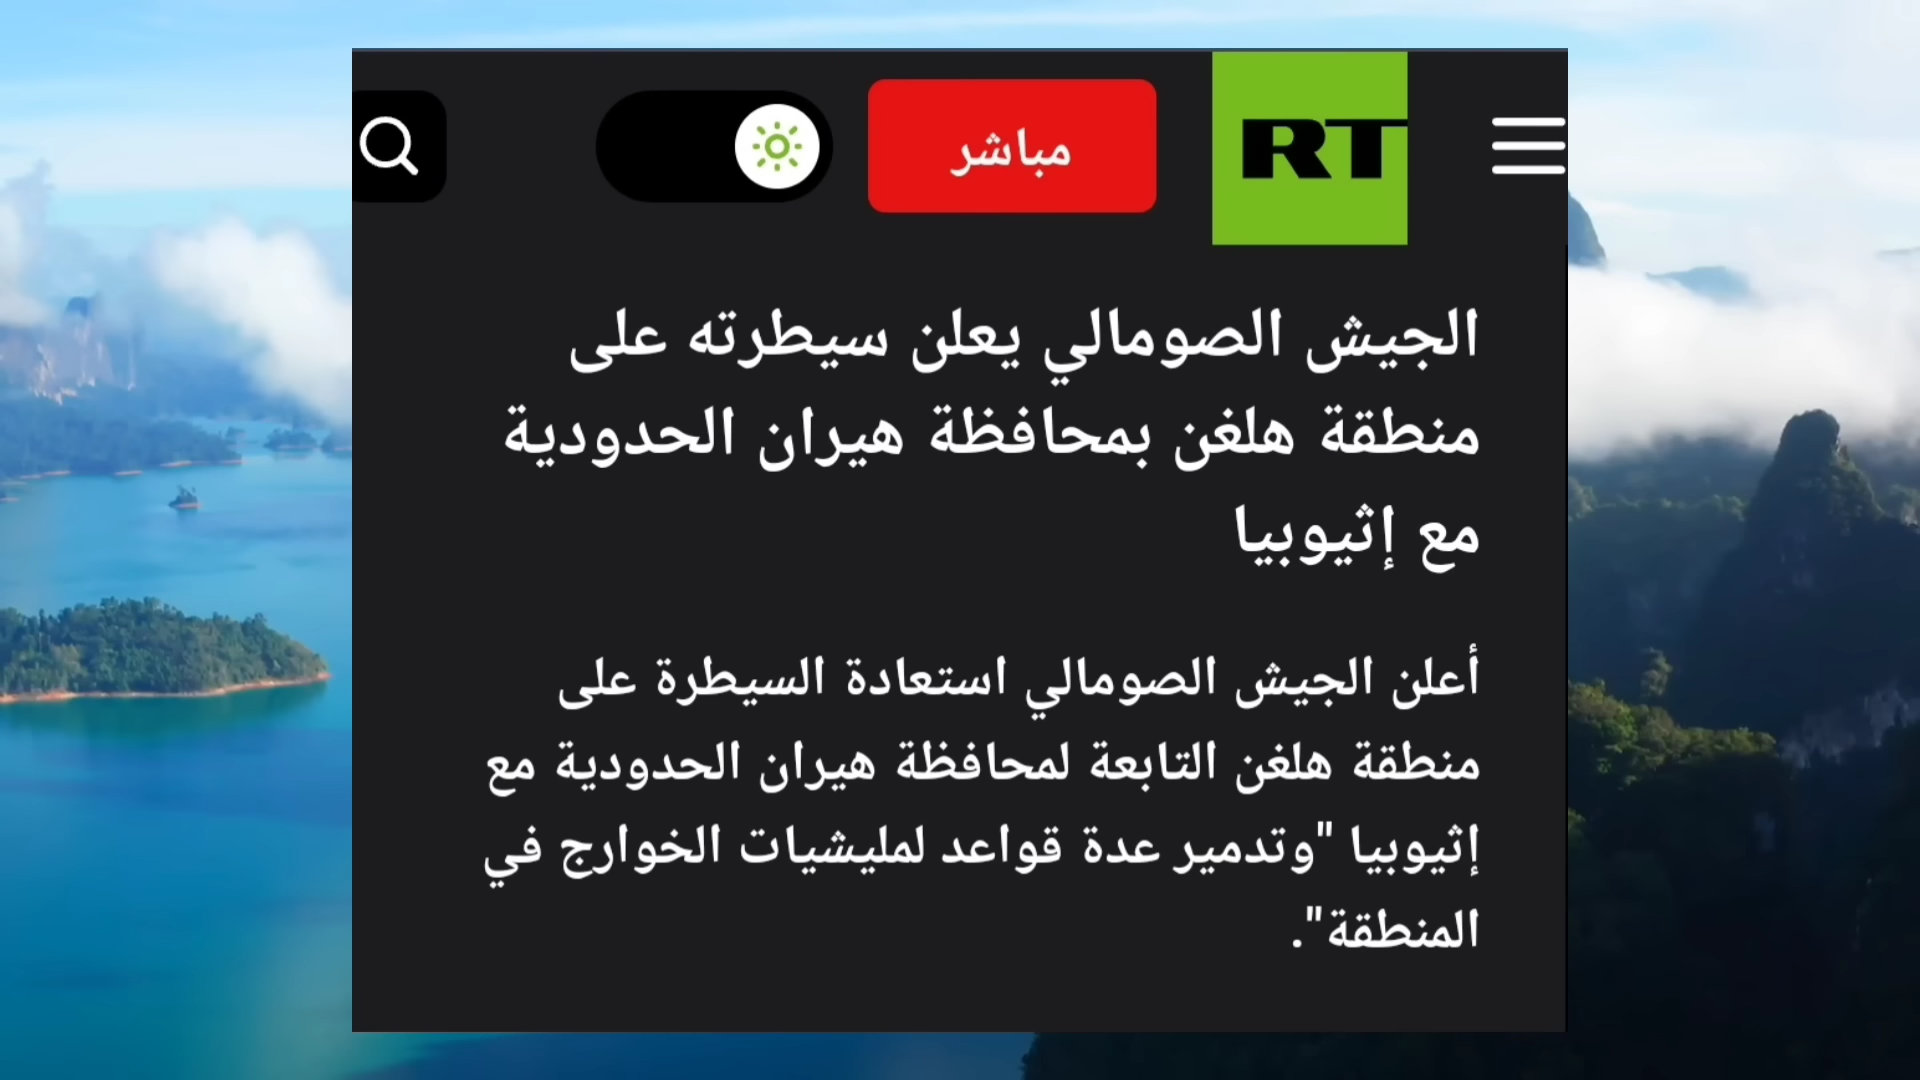 RT
مباشر
الجيش الصومالي يعلن سيطرته على
منطقة هلغن بمحافظة هيران الحدودية
مع إثيوبيا
أعلن الجيش الصومالي استعادة السيطرة على
منطقة هلغن التابعة لمحافظة هيران الحدودية مع
إثيوبيا "وتدمير عدة قواعد لمليشيات الخوارج في
المنطقة".